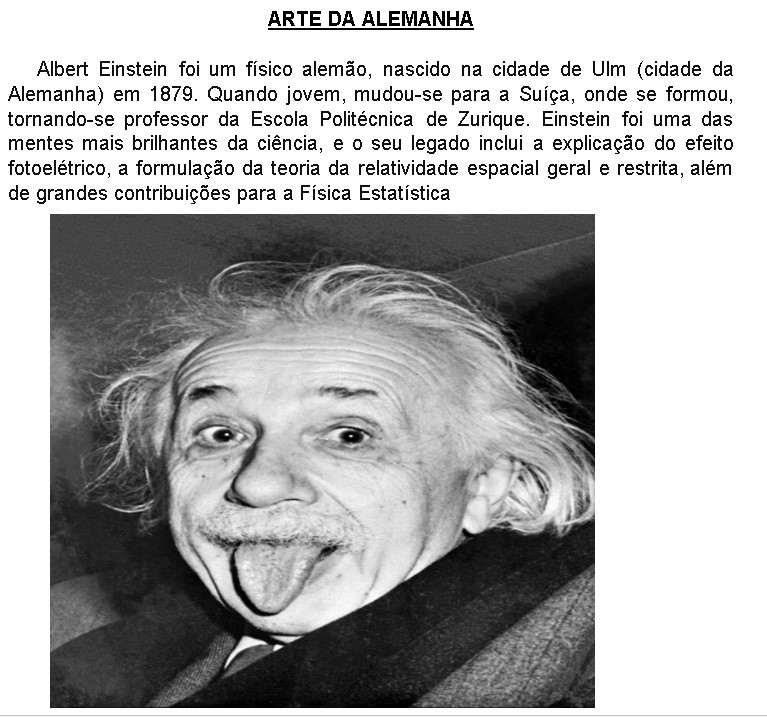 ARTE DA ALEMANHA
Albert Einstein foi um físico alemão, nascido na cidade de Ulm (cidade da
Alemanha) em 1879. Quando jovem, mudou-se para a Suíça, onde se formou,
tornando-se professor da Escola Politécnica de Zurique. Einstein foi uma das
mentes mais brilhantes da ciência, e o seu legado inclui a explicação do efeito
fotoelétrico, a formulação da teoria da relatividade espacial geral e restrita, além
de grandes contribuições para a Física Estatística